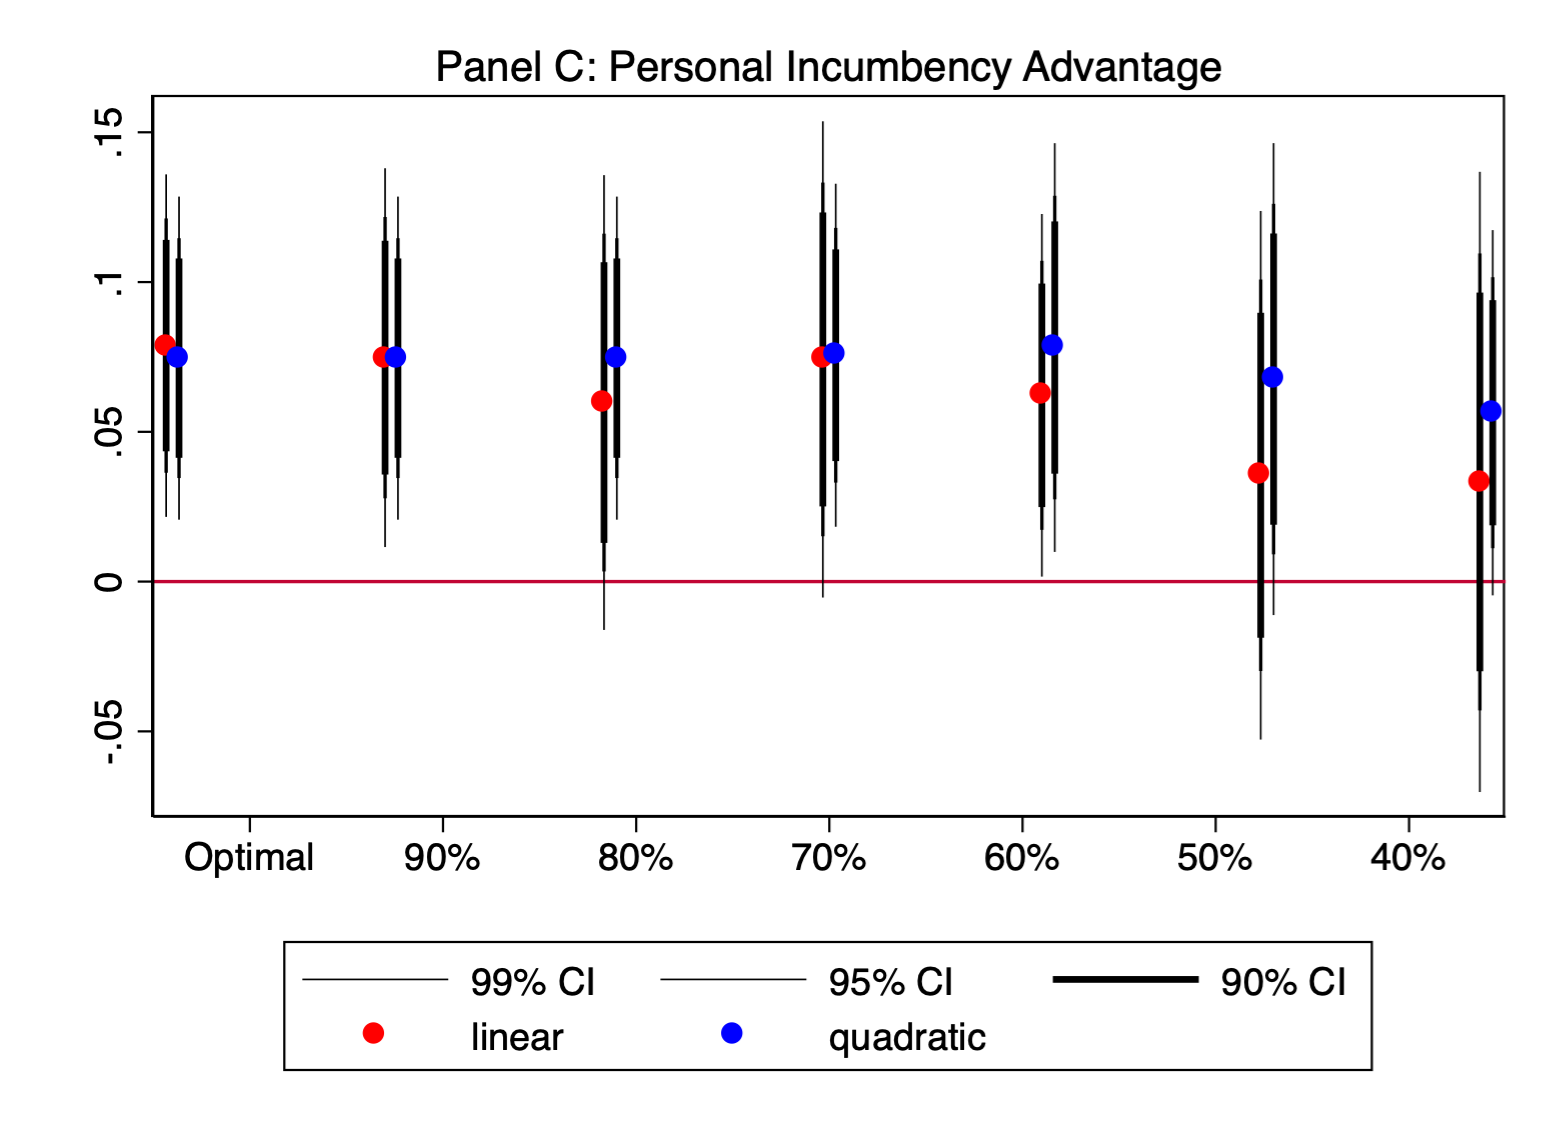 Panel C: Personal Incumbency Advantage
.15
.1
.05
0
-.05
Optimal 90% 80% 70% 60% 50% 40%
99% CI 95% CI 90% CI
linear quadratic